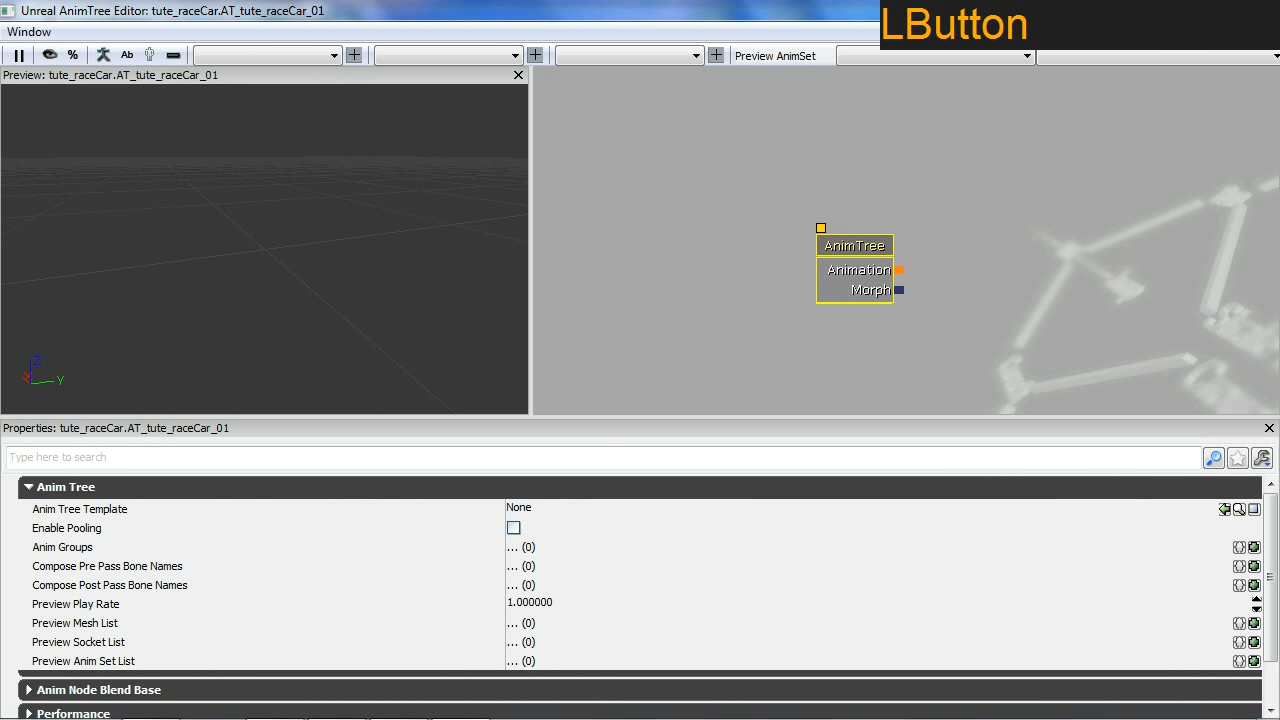 Unreal AnimTree Editor: tute_raceCar.AT_tute_raceCar_01
LButton
Window
% Ab Preview AnimSet
Preview: tute_raceCar.AT_tute_raceCar_01
AnimTree
Animation
Morph
Z
X Y
Properties: tute_raceCar.AT_tute_raceCar_01
Type here to search
Anim Tree
Anim Tree Template None
Enable Pooling
Anim Groups ... (0)
Compose Pre Pass Bone Names ... (0)
Compose Post Pass Bone Names ... (0)
Preview Play Rate 1.000000
Preview Mesh List ... (0)
Preview Socket List ... (0)
Preview Anim Set List ... (0)
Anim Node Blend Base
Performance